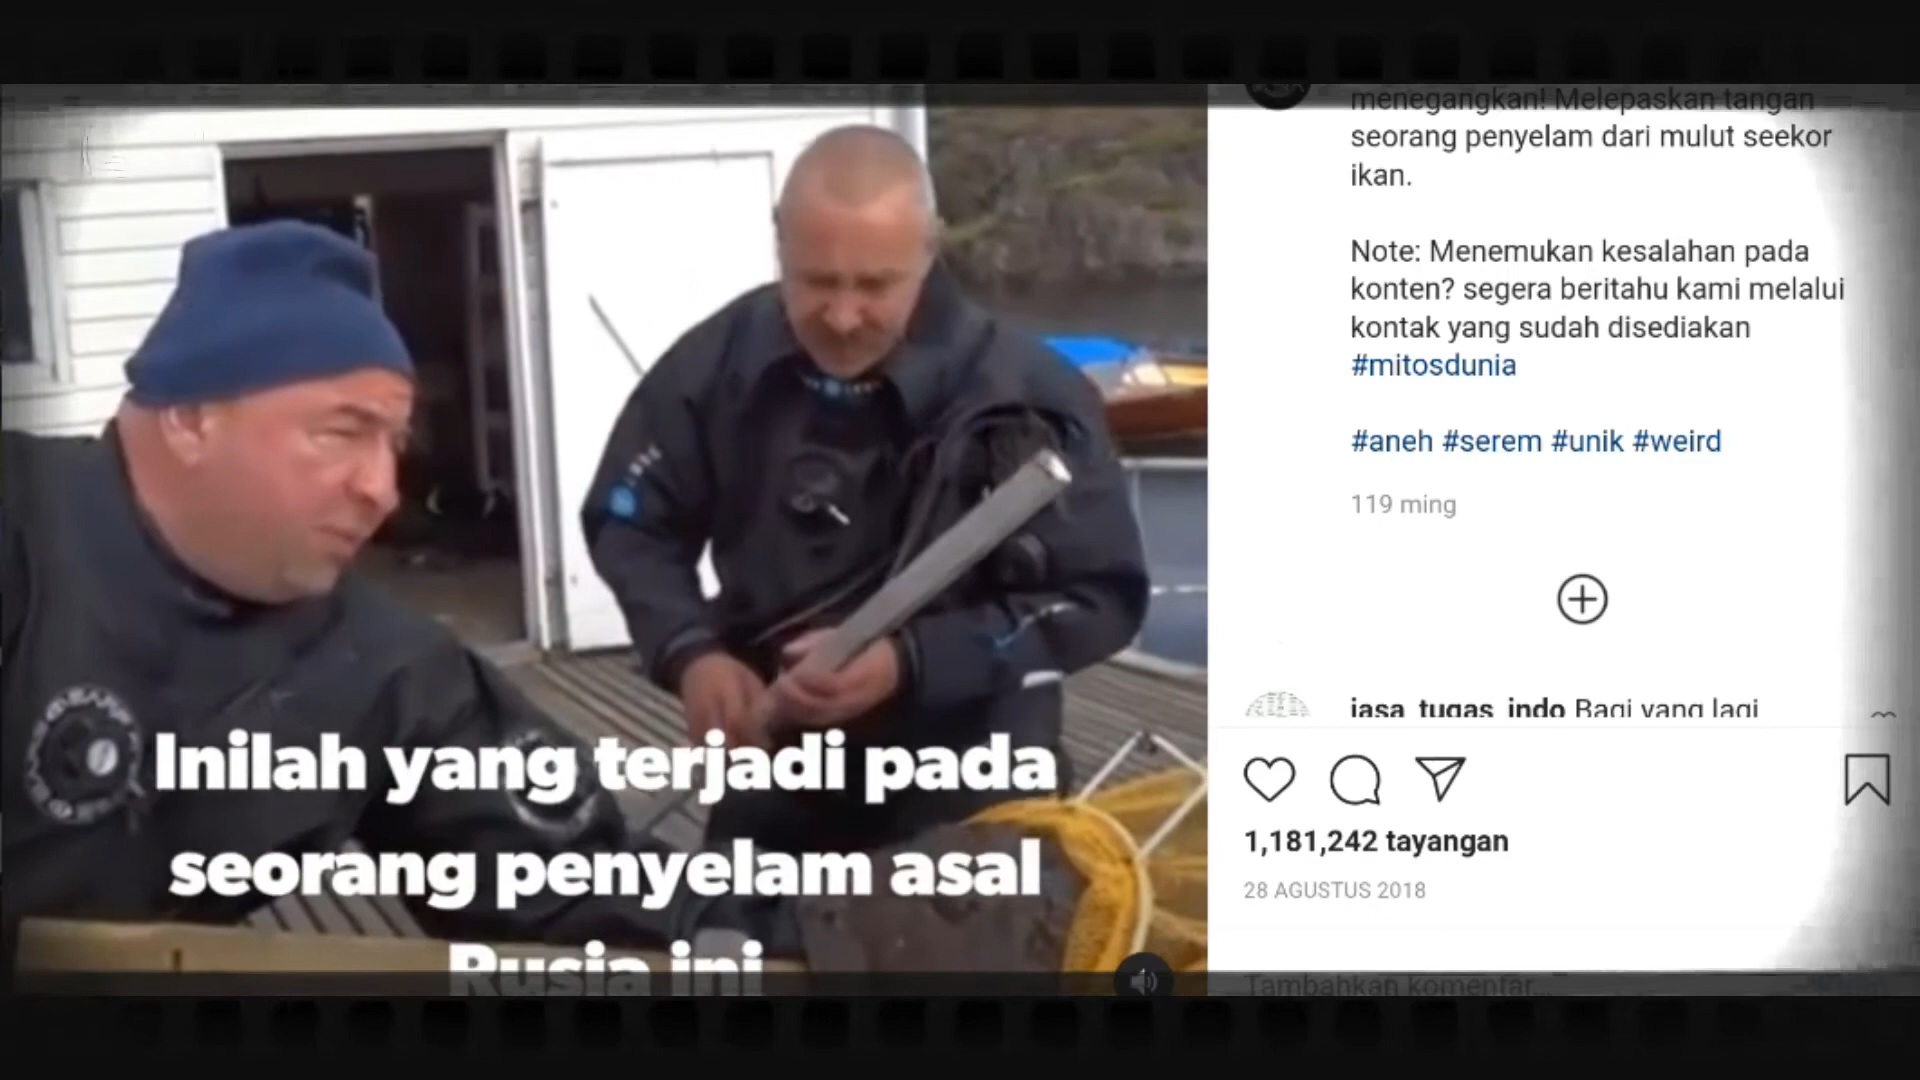 Inilah yang terjadi pada
seorang penyelam asal
Rusia ini
menegangkan! Melepaskan tangan
seorang penyelam dari mulut seekor
ikan.
Note: Menemukan kesalahan pada
konten? segera beritahu kami melalui
kontak yang sudah disediakan
#mitosdunia
#aneh #serem #unik #weird
119 ming
jasa_tugas_indo Bagi yang lagi
1,181,242 tayangan
28 AGUSTUS 2018
Tambahkan komentar...